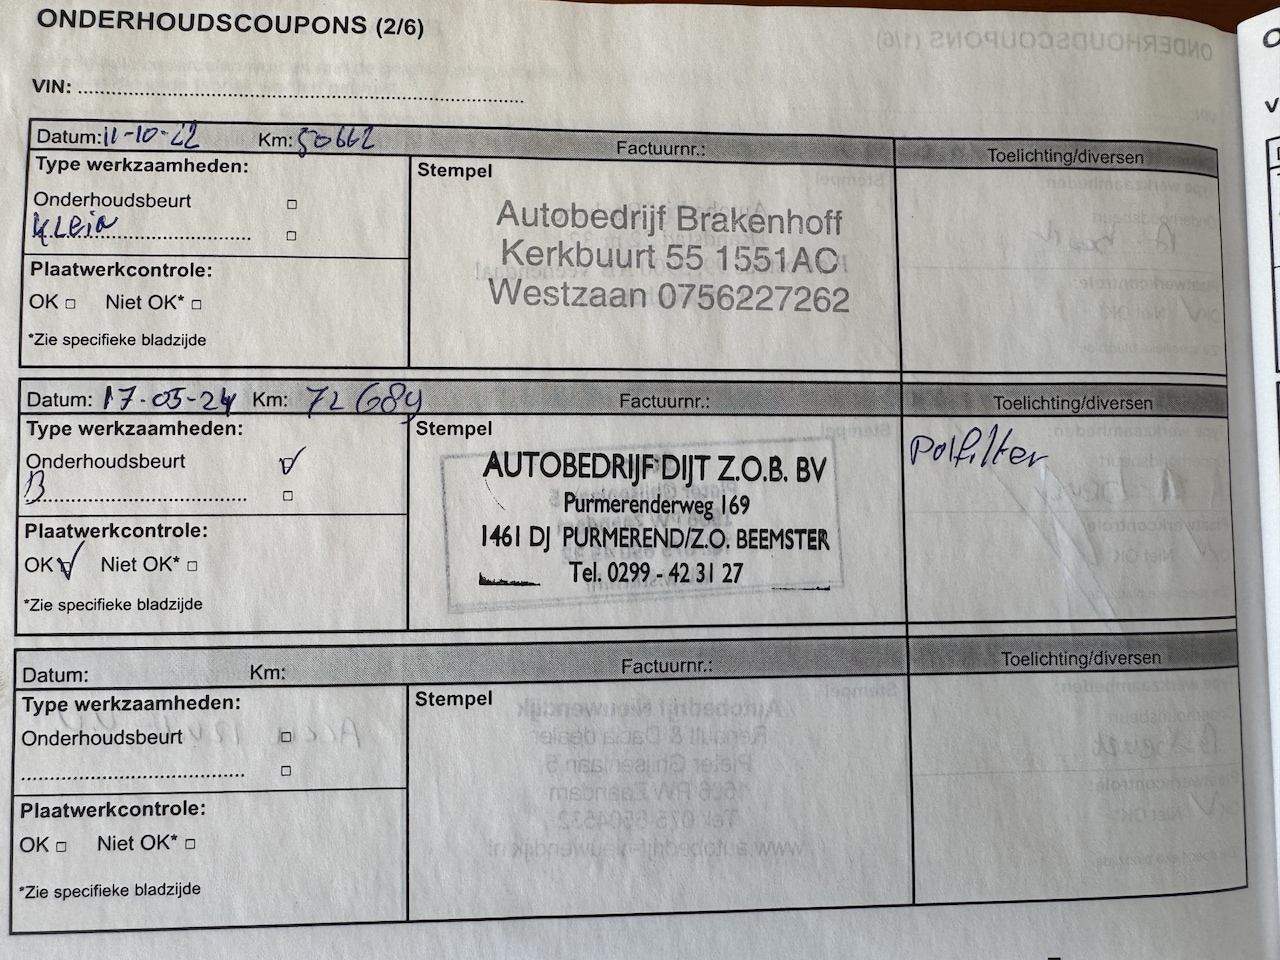 ONDERHOUDSCOUPONS (2/6)
VIN:
Datum: 11-10-22 Km: 50662 Factuurnr.: Toelichting/diversen
Type werkzaamheden:
Onderhoudsbeurt
Klein
Plaatwerkcontrole:
OK Niet OK*
*Zie specifieke bladzijde
Stempel
Autobedrijf Brakenhoff
Kerkbuurt 55 1551AC
Westzaan 0756227262
Datum: 17-05-24 Km: 72689 Factuurnr.: Toelichting/diversen
Type werkzaamheden:
Onderhoudsbeurt
B
Plaatwerkcontrole:
OK Niet OK*
*Zie specifieke bladzijde
Stempel
AUTOBEDRIJF DIJT Z.O.B. BV
Purmerenderweg 169
1461 DJ PURMEREND/Z.O. BEEMSTER
Tel. 0299 - 42 31 27
Polfilter
Datum: Km: Factuurnr.: Toelichting/diversen
Type werkzaamheden:
Onderhoudsbeurt
Plaatwerkcontrole:
OK Niet OK*
*Zie specifieke bladzijde
Stempel